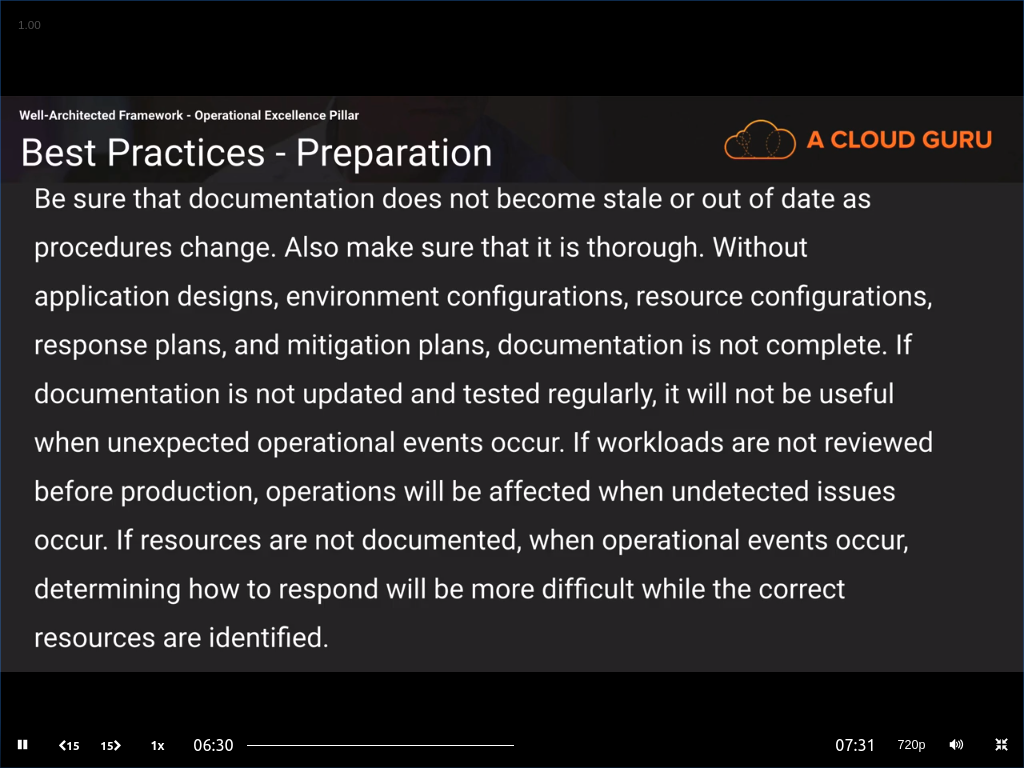 1.00
Well-Architected Framework - Operational Excellence Pillar
Best Practices - Preparation
A CLOUD GURU
Be sure that documentation does not become stale or out of date as
procedures change. Also make sure that it is thorough. Without
application designs, environment configurations, resource configurations,
response plans, and mitigation plans, documentation is not complete. If
documentation is not updated and tested regularly, it will not be useful
when unexpected operational events occur. If workloads are not reviewed
before production, operations will be affected when undetected issues
occur. If resources are not documented, when operational events occur,
determining how to respond will be more difficult while the correct
resources are identified.
15 15 1x 06:30 07:31 720p